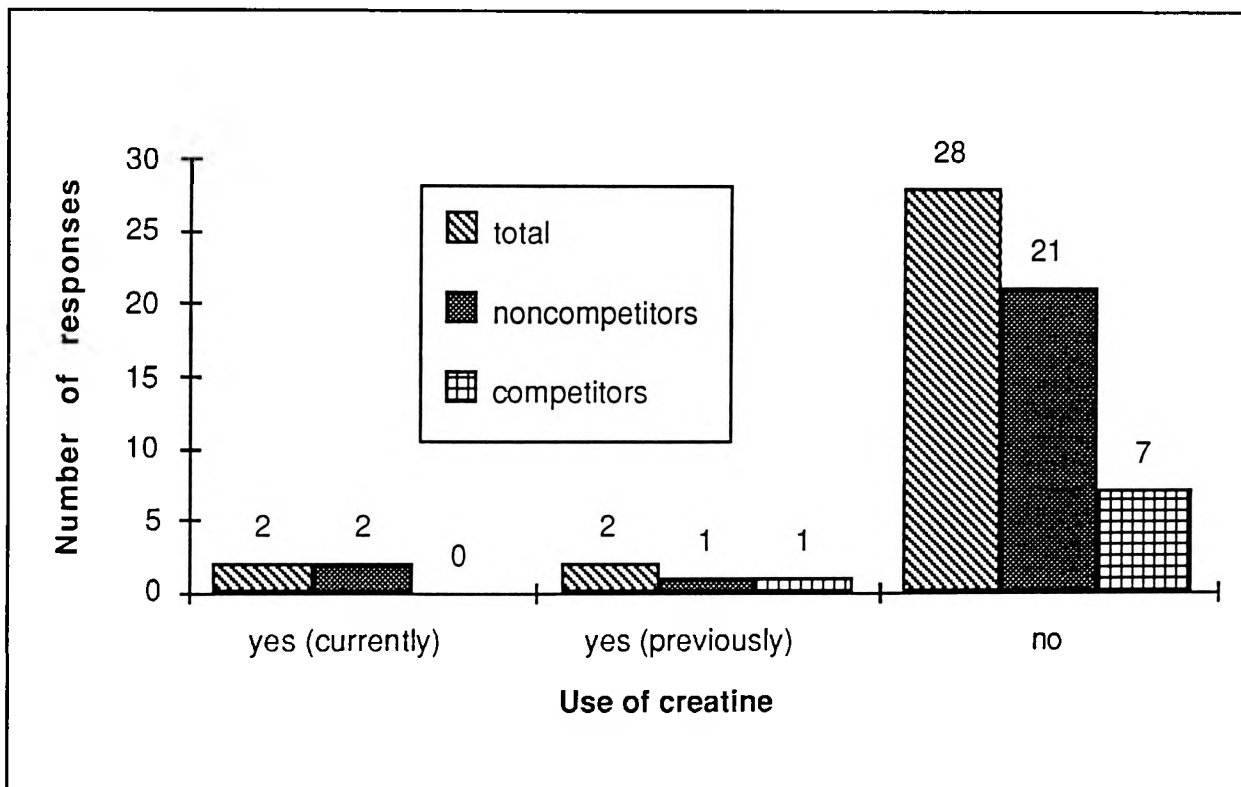 Number of responses
30
25
20
15
10
5
0
total
noncompetitors
competitors
2 2 0
2 1 1
28 21 7
yes (currently) yes (previously) no
Use of creatine